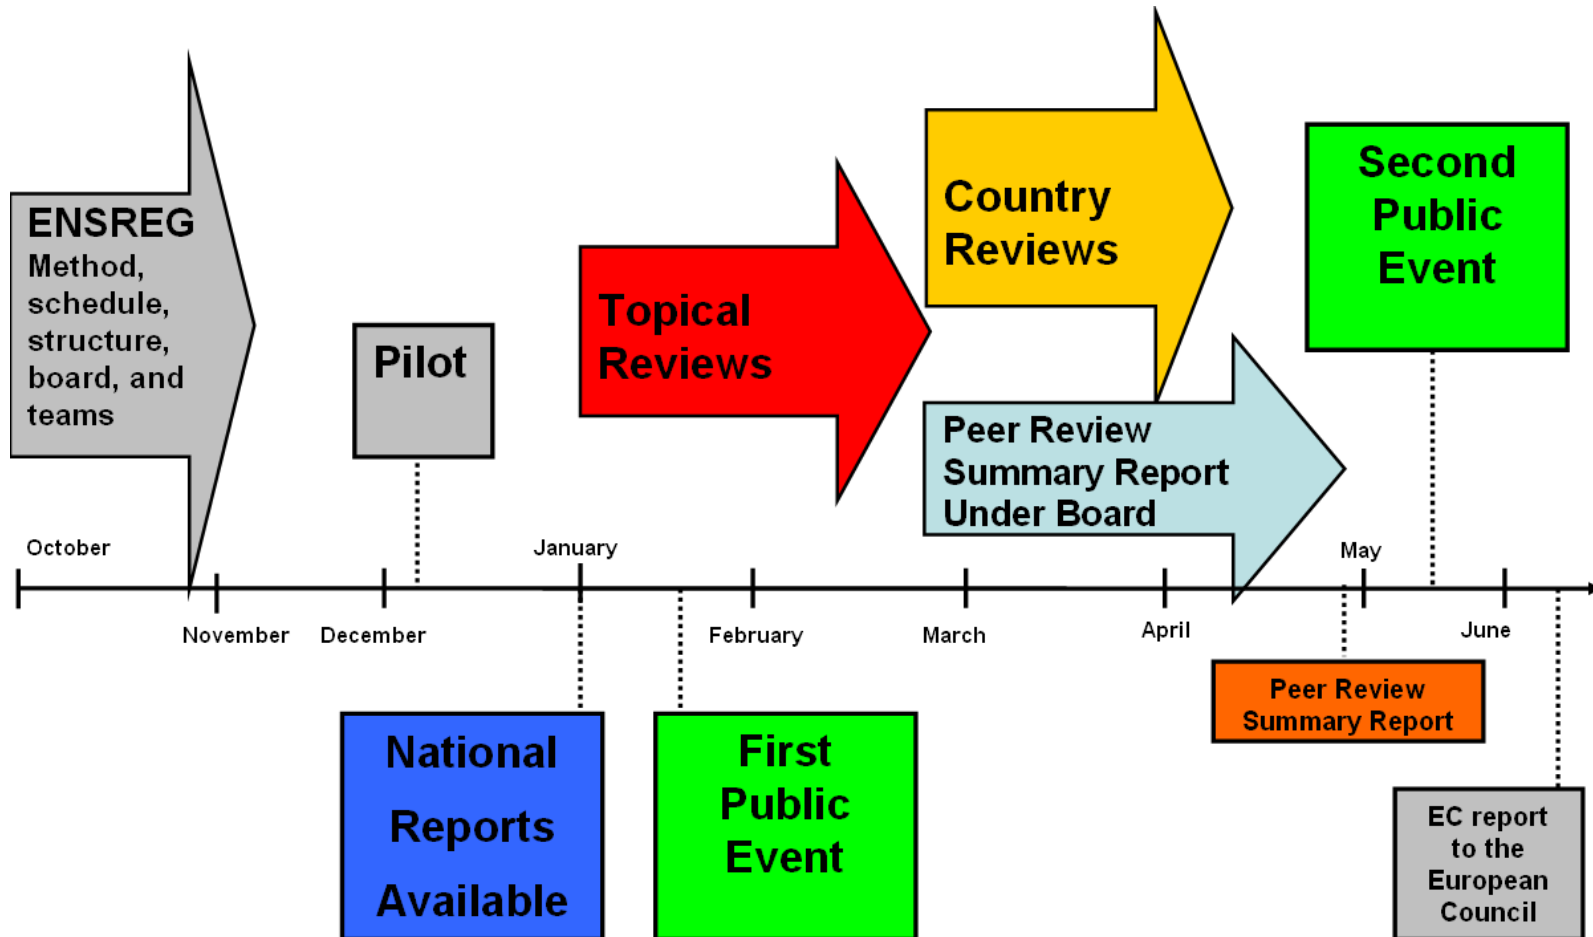 ENSREG
Method,
schedule,
structure,
board, and
teams
Pilot
Topical
Reviews
Country
Reviews
Peer Review
Summary Report
Under Board
Second
Public
Event
October
November
December
January
February
March
April
May
June
National
Reports
Available
First
Public
Event
Peer Review
Summary Report
EC report
to the
European
Council